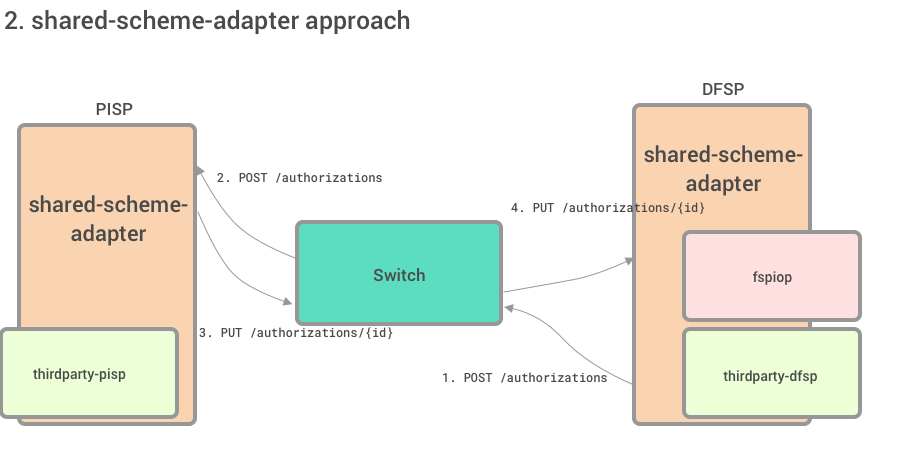 2. shared-scheme-adapter approach
PISP
DFSP
shared-scheme-
adapter
shared-scheme-
adapter
2. POST /authorizations
4. PUT /authorizations/{id}
Switch
fspiop
3. PUT /authorizations/{id}
thirdparty-pisp
1. POST /authorizations
thirdparty-dfsp